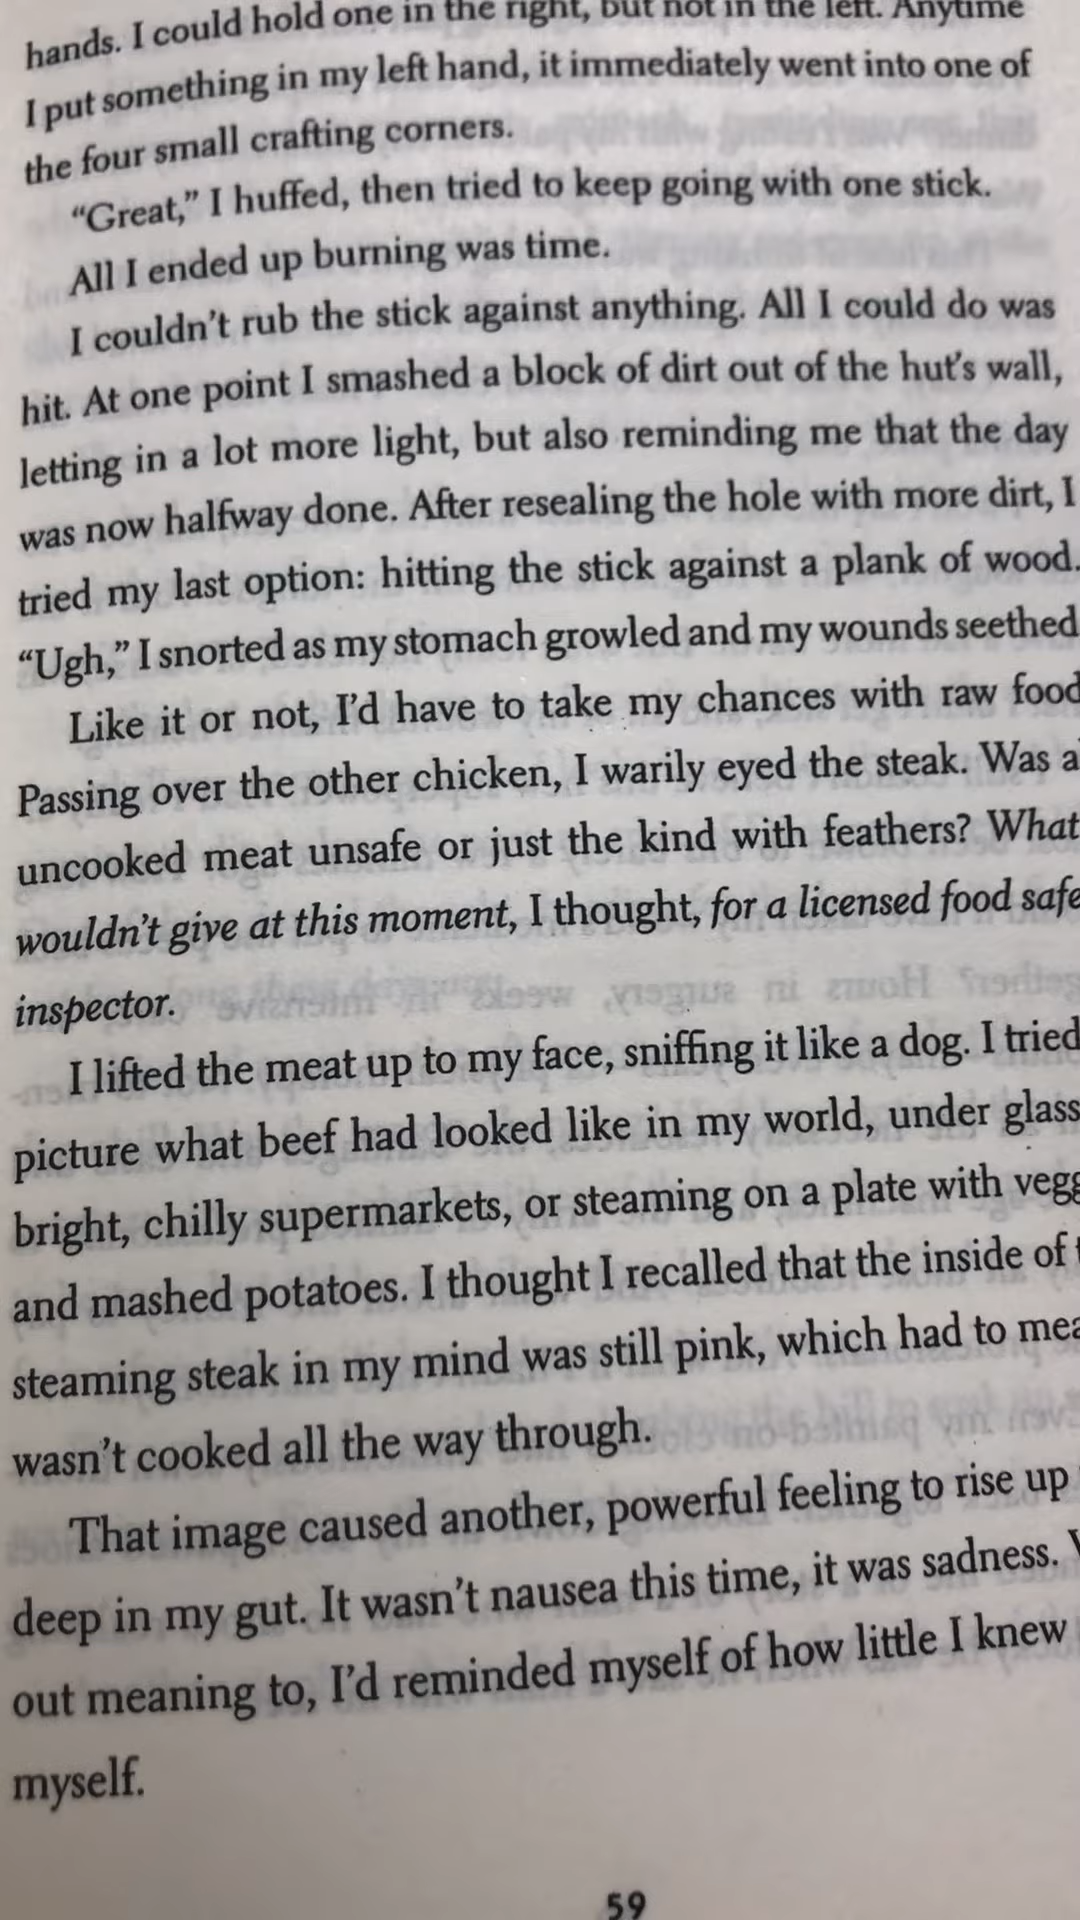 hands. I could hold one in the right, but not in the left. Anytime
I put something in my left hand, it immediately went into one of
the four small crafting corners.
“Great,” I huffed, then tried to keep going with one stick.
All I ended up burning was time.
I couldn’t rub the stick against anything. All I could do was
hit. At one point I smashed a block of dirt out of the hut’s wall,
letting in a lot more light, but also reminding me that the day
was now halfway done. After resealing the hole with more dirt, I
tried my last option: hitting the stick against a plank of wood.
“Ugh,” I snorted as my stomach growled and my wounds seethed
Like it or not, I’d have to take my chances with raw food
Passing over the other chicken, I warily eyed the steak. Was a
uncooked meat unsafe or just the kind with feathers? What
wouldn’t give at this moment, I thought, for a licensed food safe
inspector.
I lifted the meat up to my face, sniffing it like a dog. I tried
picture what beef had looked like in my world, under glass
bright, chilly supermarkets, or steaming on a plate with vegg
and mashed potatoes. I thought I recalled that the inside of t
steaming steak in my mind was still pink, which had to mea
wasn’t cooked all the way through.
That image caused another, powerful feeling to rise up
deep in my gut. It wasn’t nausea this time, it was sadness.
out meaning to, I’d reminded myself of how little I knew
myself.
59